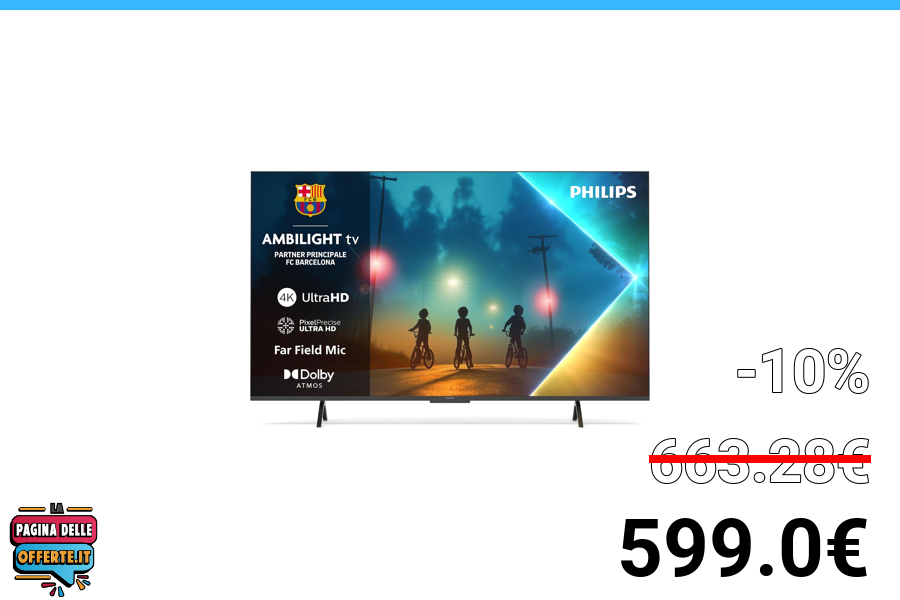 FCB
AMBILIGHT tv
PARTNER PRINCIPALE
FC BARCELONA
4K UltraHD
PixelPrecise
ULTRA HD
Far Field Mic
Dolby
ATMOS
PHILIPS
-10%
663.28€
599.0€
LA
PAGINA DELLE
OFFERTE.IT